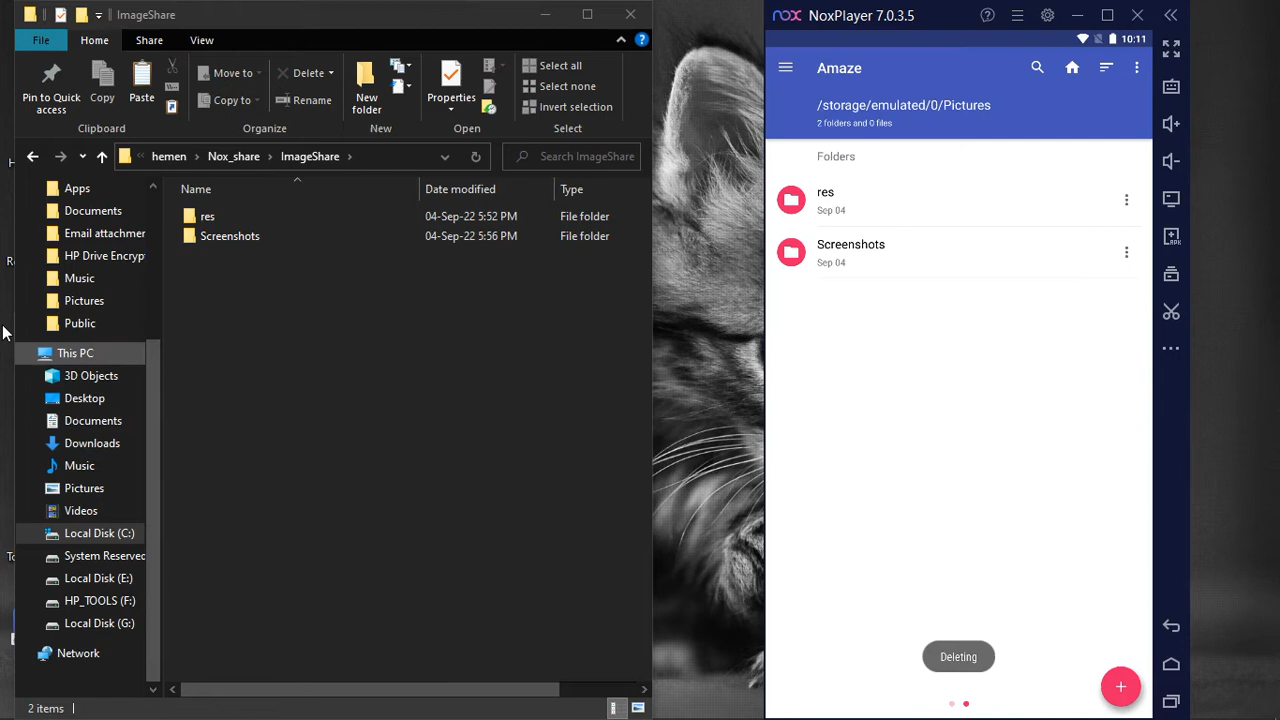 ImageShare
File Home Share View
Pin to Quick access
Copy
Paste
Clipboard
Move to
Copy to
Delete
Rename
Organize
New folder
New
Properties
Open
Select all
Select none
Invert selection
Select
hemen > Nox_share > ImageShare >
Search ImageShare
Apps
Documents
Email attachmer
HP Drive Encryp
Music
Pictures
Public
This PC
3D Objects
Desktop
Documents
Downloads
Music
Pictures
Videos
Local Disk (C:)
System Reserved
Local Disk (E:)
HP_TOOLS (F:)
Local Disk (G:)
Network
Name Date modified Type
res 04-Sep-22 5:52 PM File folder
Screenshots 04-Sep-22 5:56 PM File folder
2 items
nox NoxPlayer 7.0.3.5
10:11
Amaze
/storage/emulated/0/Pictures
2 folders and 0 files
Folders
res
Sep 04
Screenshots
Sep 04
Deleting
APK